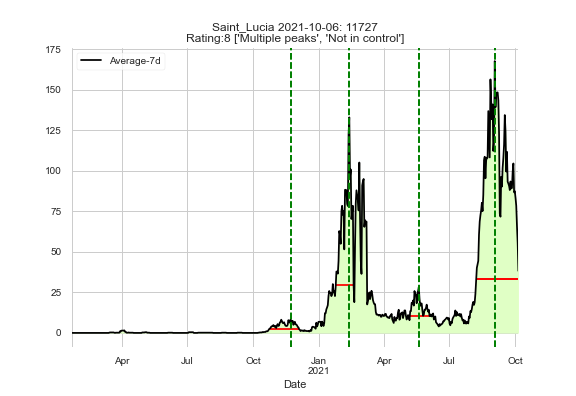 Saint_Lucia 2021-10-06: 11727
Rating:8 ['Multiple peaks', 'Not in control']
175
Average-7d
150
125
100
75
50
25
0
Apr Jul Oct Jan Apr Jul Oct
2021
Date